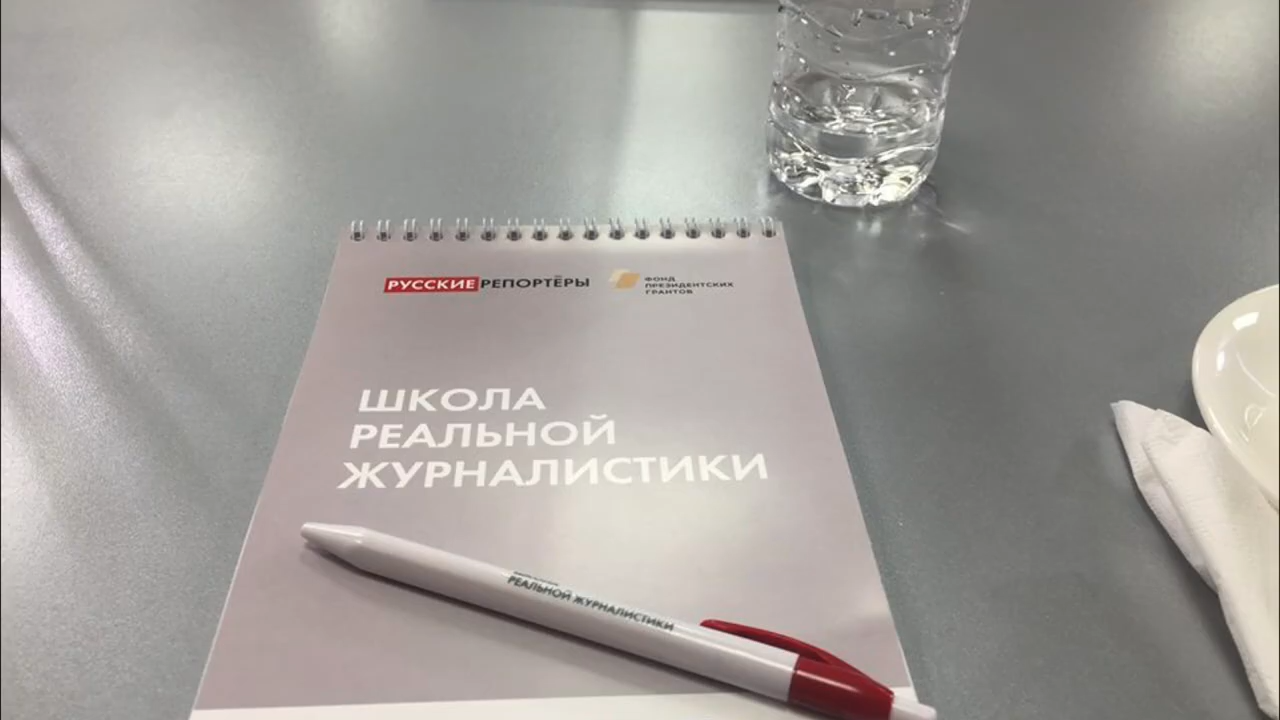 РУССКИЕ РЕПОРТЁРЫ
ФОНД
ПРЕЗИДЕНТСКИХ
ГРАНТОВ
ШКОЛА
РЕАЛЬНОЙ
ЖУРНАЛИСТИКИ
РЕАЛЬНОЙ ЖУРНАЛИСТИКИ